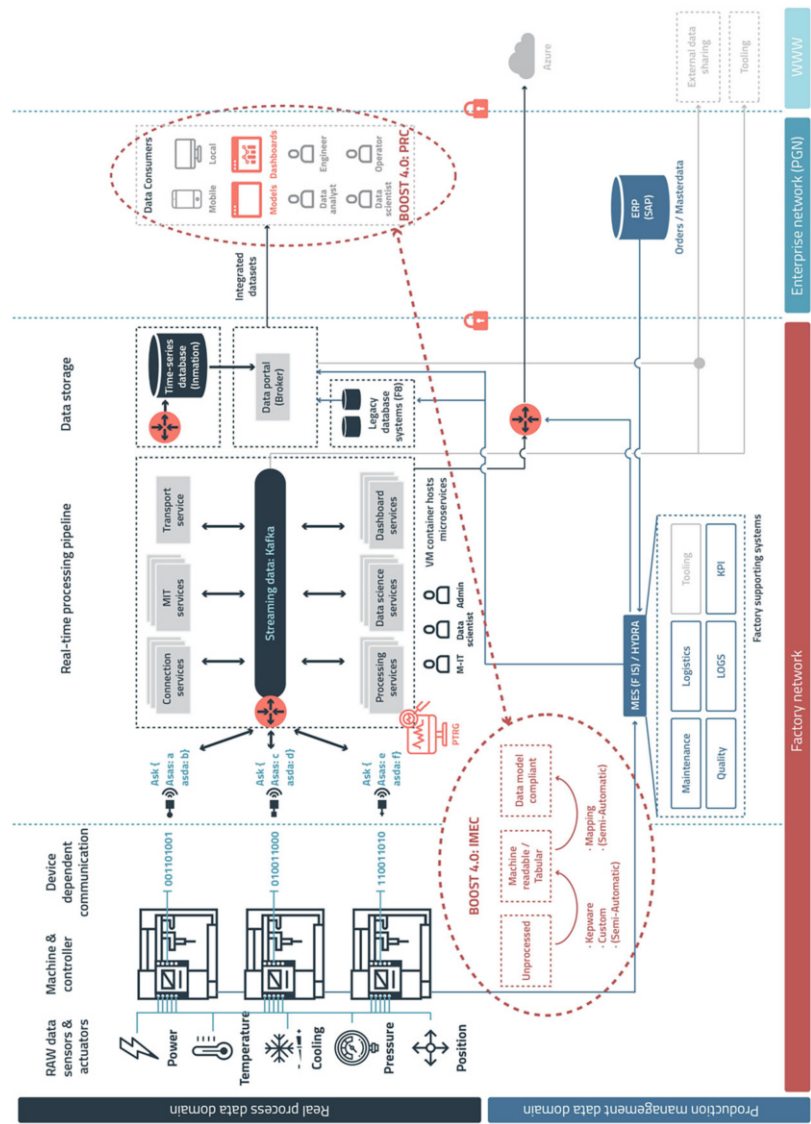 RAW data
sensors &
actuators
Machine &
controller
Device
dependent
communication
Real-time processing pipeline
Data storage
Real process data domain
Production management data domain
Power
Temperature
Cooling
Pressure
Position
001101001
010011000
110011010
Ask {
Asas: a
asda: b}
Ask {
Asas: c
asda: d}
Ask {
Asas: e
asda: f}
Connection
services
MIT
services
Transport
service
Streaming data: Kafka
Processing
services
Data science
services
Dashboard
services
PTRG
M-IT
Data
scientist
Admin
VM container hosts
microservices
Time-series
database
(Inmation)
Data portal
(Broker)
Legacy
database
systems (F8)
Integrated
datasets
Data Consumers
Mobile
Local
Models
Dashboards
Data
analyst
Engineer
Data
scientist
Operator
BOOST 4.0: PRC
Azure
BOOST 4.0: IMEC
Unprocessed
Machine
readable /
Tabular
Data model
compliant
· Kepware
· Custom
· (Semi-Automatic)
· Mapping
· (Semi-Automatic)
MES (F IS) / HYDRA
ERP
(SAP)
Orders / Masterdata
External data
sharing
Tooling
Maintenance
Logistics
Tooling
Quality
LOGS
KPI
Factory supporting systems
Factory network
Enterprise network (PGN)
WWW